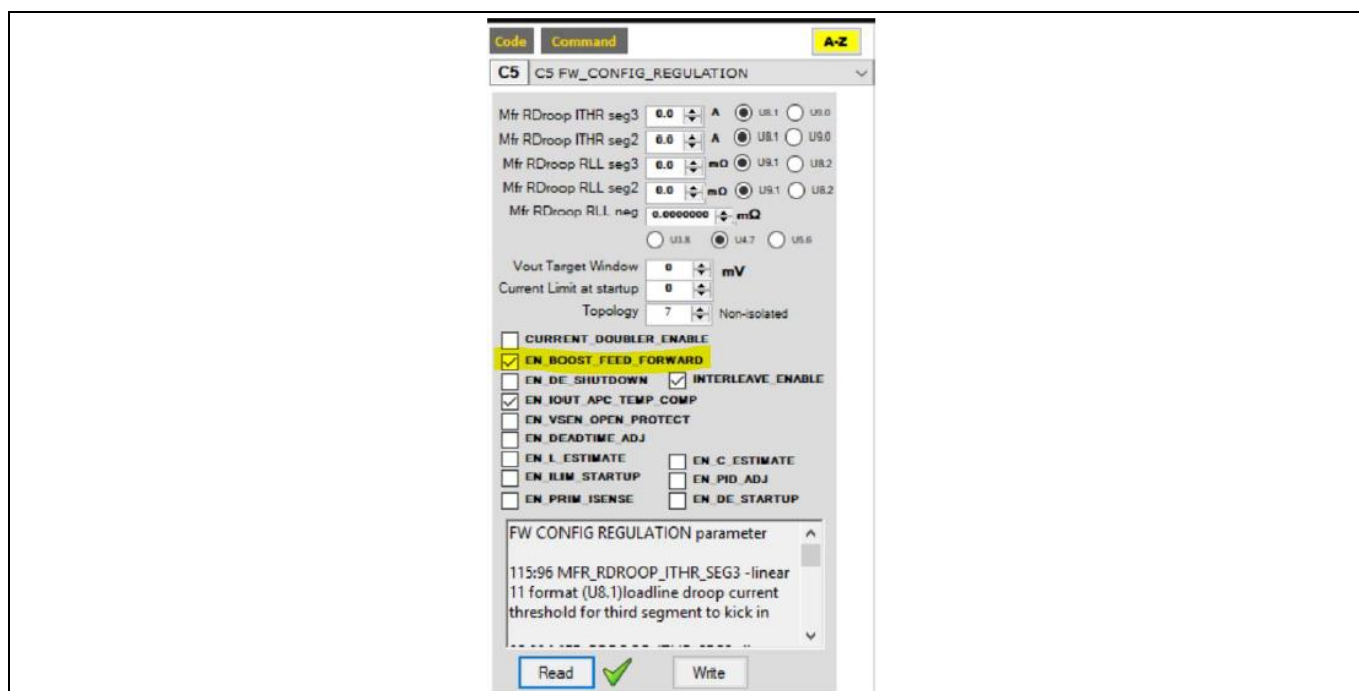 Code Command A-Z
C5 C5 FW_CONFIG_REGULATION
Mfr RDroop ITHR seg3 0.0 A U8.1 U9.0
Mfr RDroop ITHR seg2 0.0 A U8.1 U9.0
Mfr RDroop RLL seg3 0.0 mΩ U9.1 U8.2
Mfr RDroop RLL seg2 0.0 mΩ U9.1 U8.2
Mfr RDroop RLL neg 0.0000000 mΩ
U3.8 U4.7 U5.6
Vout Target Window 0 mV
Current Limit at startup 0
Topology 7 Non-isolated
CURRENT_DOUBLER_ENABLE
EN_BOOST_FEED_FORWARD
EN_DE_SHUTDOWN INTERLEAVE_ENABLE
EN_IOUT_APC_TEMP_COMP
EN_VSEN_OPEN_PROTECT
EN_DEADTIME_ADJ
EN_L_ESTIMATE EN_C_ESTIMATE
EN_ILIM_STARTUP EN_PID_ADJ
EN_PRIM_ISENSE EN_DE_STARTUP
FW CONFIG REGULATION parameter
115:96 MFR_RDROOP_ITHR_SEG3 -linear
11 format (U8.1)loadline droop current
threshold for third segment to kick in
Read Write